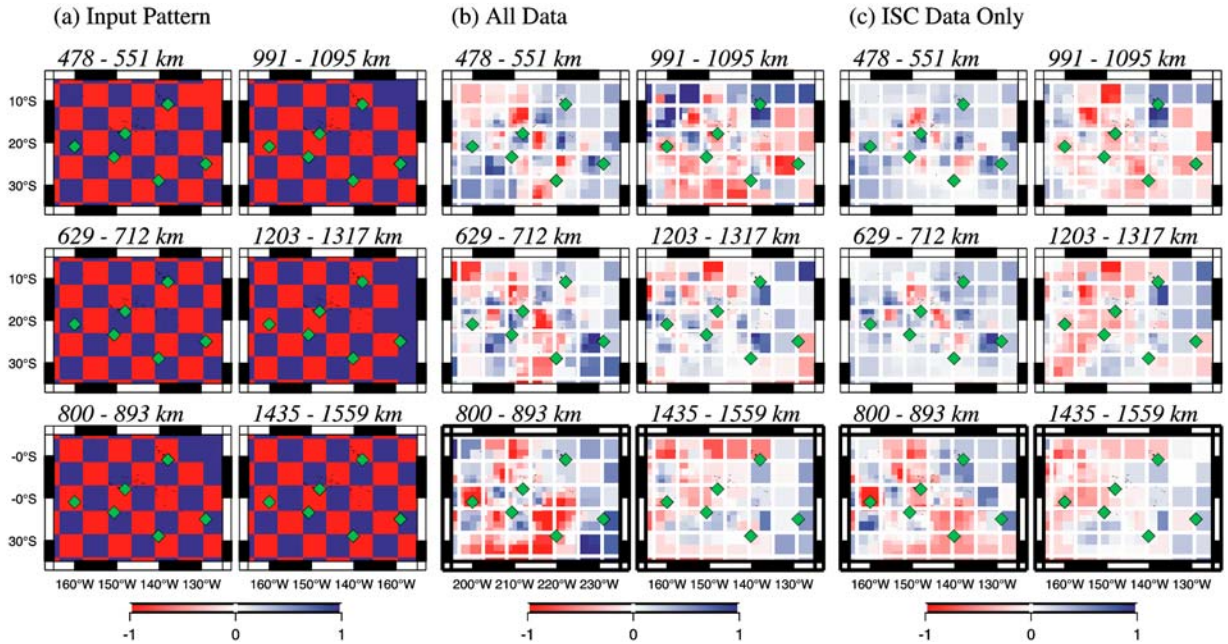 (a) Input Pattern (b) All Data (c) ISC Data Only
478 - 551 km 991 - 1095 km 478 - 551 km 991 - 1095 km 478 - 551 km 991 - 1095 km
10°S
20°S
30°S
629 - 712 km 1203 - 1317 km 629 - 712 km 1203 - 1317 km 629 - 712 km 1203 - 1317 km
10°S
20°S
30°S
800 - 893 km 1435 - 1559 km 800 - 893 km 1435 - 1559 km 800 - 893 km 1435 - 1559 km
-0°S
-0°S
30°S
160°W 150°W 140°W 130°W 160°W 150°W 140°W 160°W 200°W 210°W 220°W 230°W 160°W 150°W 140°W 130°W 160°W 150°W 140°W 130°W 160°W 150°W 140°W 130°W
-1 0 1 -1 0 1 -1 0 1